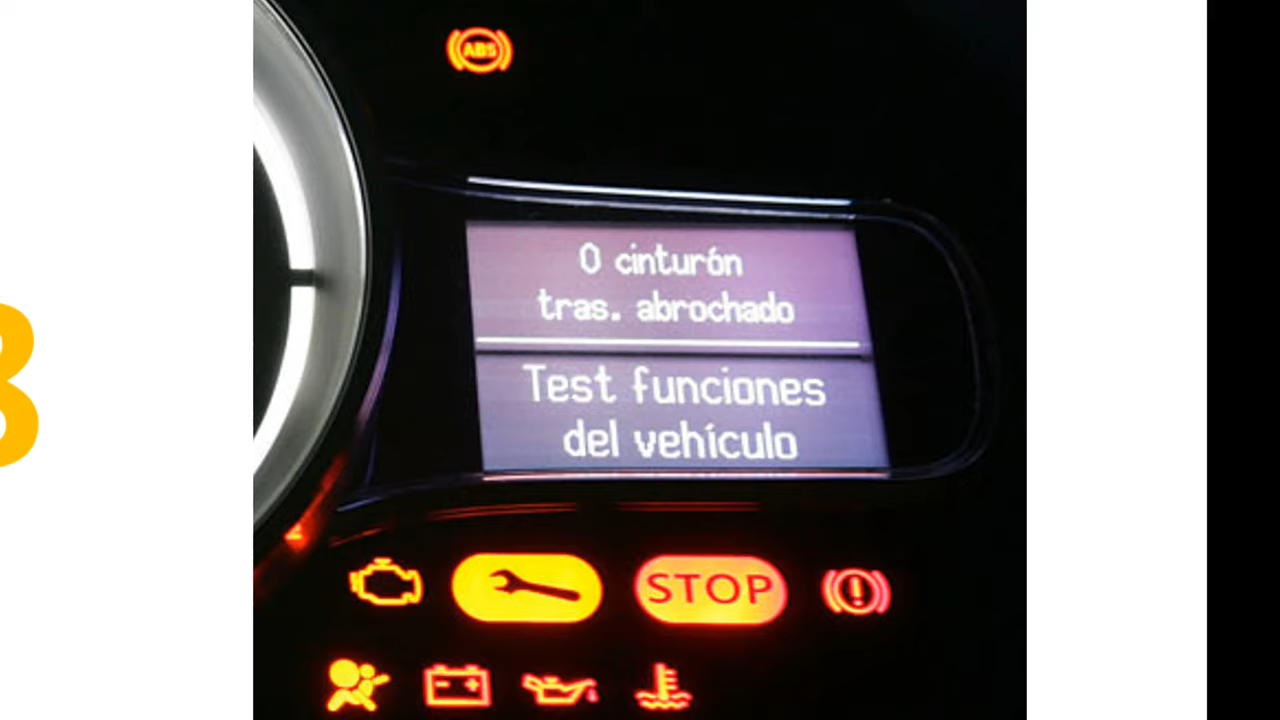 ABS
0 cinturón
tras. abrochado
Test funciones
del vehículo
STOP